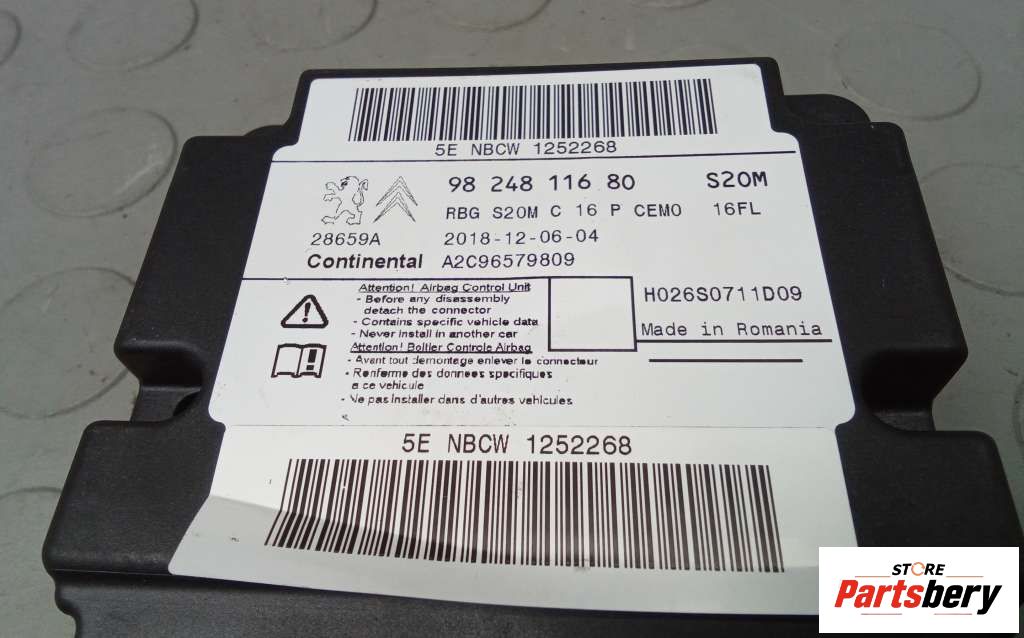 5E NBCW 1252268
98 248 116 80 S20M
RBG S20M C 16 P CEMO 16FL
28659A 2018-12-06-04
Continental A2C96579809
Attention! Airbag Control Unit
- Before any disassembly
detach the connector
- Contains specific vehicle data
- Never install in another car
H026S0711D09
Made in Romania
Attention! Boîtier Controle Airbag
- Avant tout demontage enlever le connecteur
- Renferme des donnees specifiques
a ce vehicule
- Ne pas installer dans d'autres vehicules
5E NBCW 1252268
STORE
Partsbery